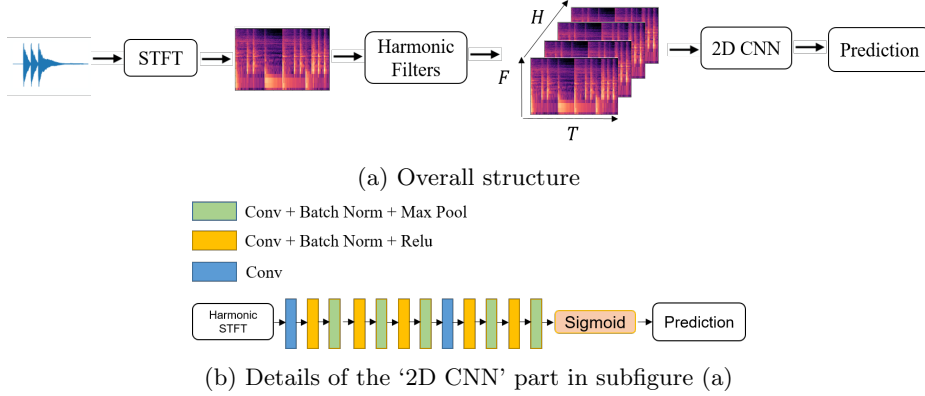 STFT
Harmonic
Filters
H
F
T
2D CNN
Prediction
(a) Overall structure
Conv + Batch Norm + Max Pool
Conv + Batch Norm + Relu
Conv
Harmonic
STFT
Sigmoid
Prediction
(b) Details of the ‘2D CNN’ part in subfigure (a)